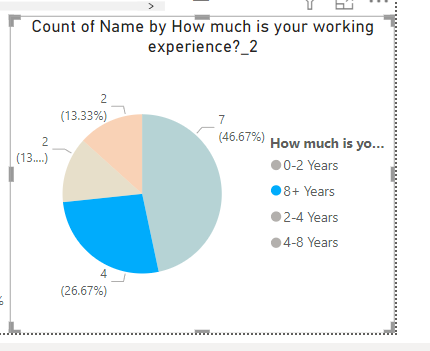 Count of Name by How much is your working
experience?_2
2
(13.33%)
7
(46.67%)
2
(13....)
4
(26.67%)
How much is yo...
0-2 Years
8+ Years
2-4 Years
4-8 Years